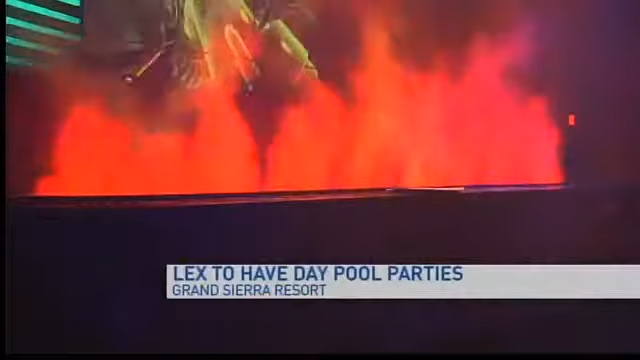 LEX TO HAVE DAY POOL PARTIES
GRAND SIERRA RESORT